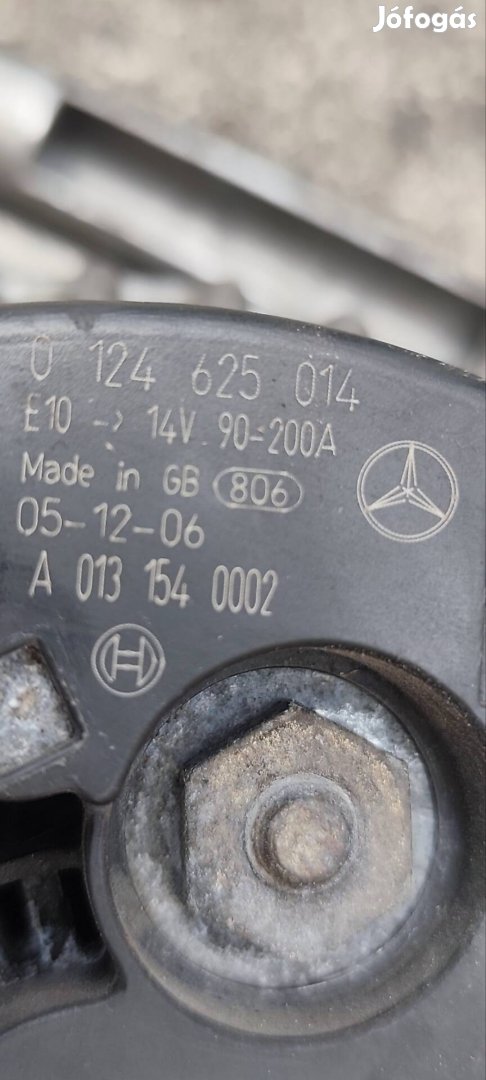 Jófogás
0 124 625 014
E10 -> 14V 90-200A
Made in GB 806
05-12-06
A 013 154 0002